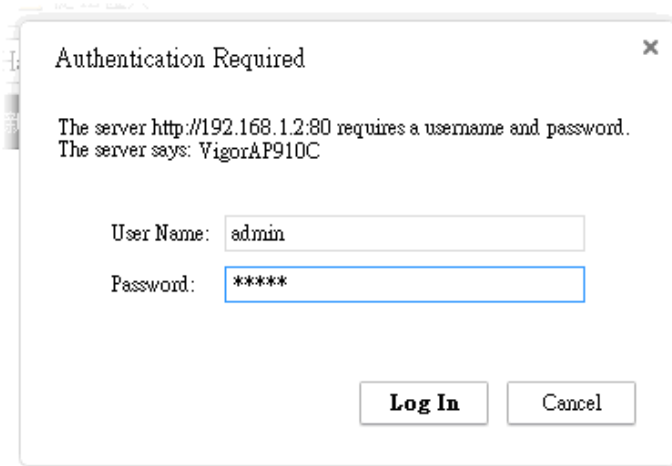 Authentication Required
×
The server http://192.168.1.2:80 requires a username and password.
The server says: VigorAP910C
User Name: admin
Password: *****
Log In Cancel